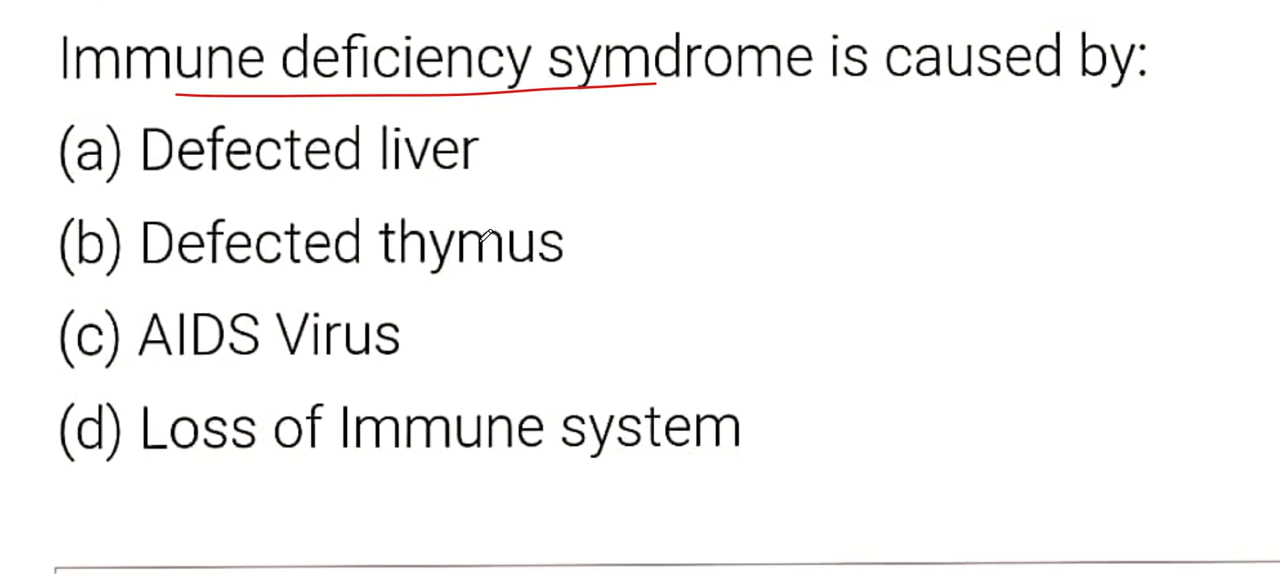 Immune deficiency symdrome is caused by:
(a) Defected liver
(b) Defected thymus
(c) AIDS Virus
(d) Loss of Immune system